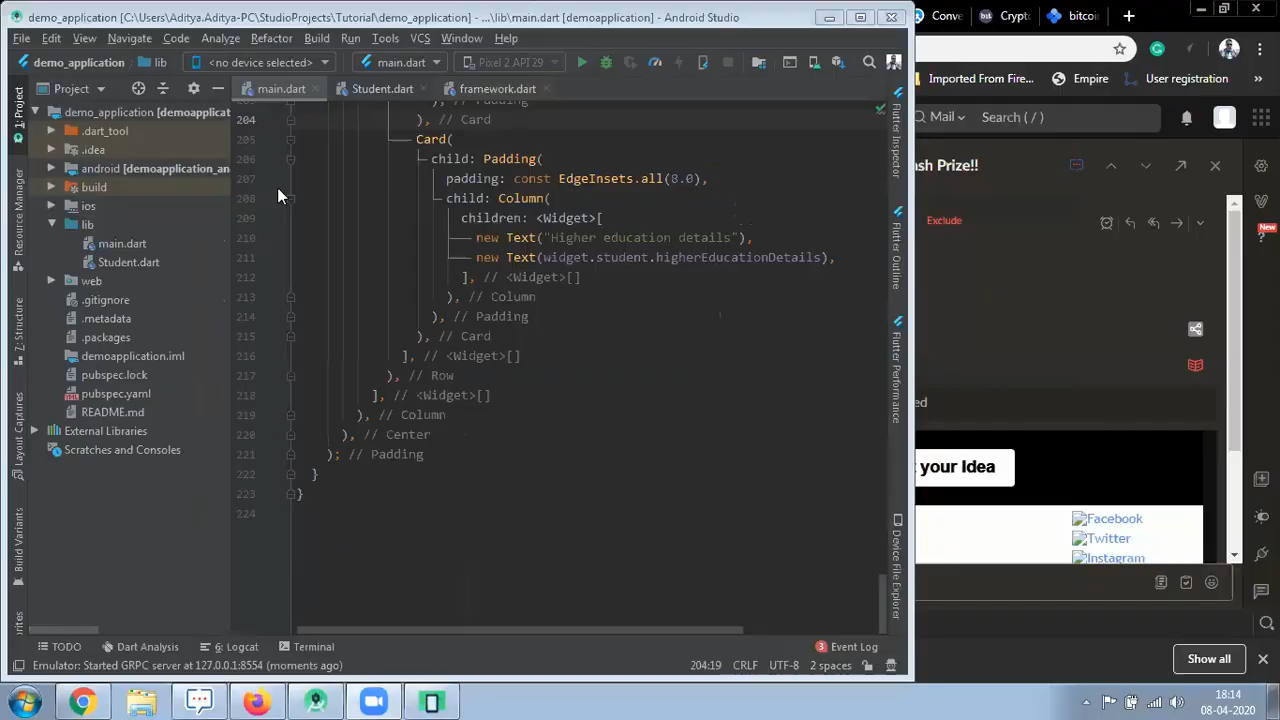 demo_application [C:\Users\Aditya.Aditya-PC\StudioProjects\Tutorial\demo_application] - ...\lib\main.dart [demoapplication] - Android Studio
File Edit View Navigate Code Analyze Refactor Build Run Tools VCS Window Help
demo_application lib <no device selected> main.dart Pixel 2 API 29
Project main.dart Student.dart framework.dart
demo_application [demoapplication]
.dart_tool
.idea
android [demoapplication_an
build
ios
lib
main.dart
Student.dart
web
.gitignore
.metadata
.packages
demoapplication.iml
pubspec.lock
pubspec.yaml
README.md
External Libraries
Scratches and Consoles
1: Project
Resource Manager
Z: Structure
Layout Captures
Build Variants
), // Padding
204 ), // Card
205 Card(
206 child: Padding(
207 padding: const EdgeInsets.all(8.0),
208 child: Column(
209 children: <Widget>[
210 new Text("Higher education details"),
211 new Text(widget.student.higherEducationDetails),
212 ], // <Widget>[]
213 ), // Column
214 ), // Padding
215 ), // Card
216 ], // <Widget>[]
217 ), // Row
218 ], // <Widget>[]
219 ), // Column
220 ), // Center
221 ); // Padding
222 }
223 }
224
Flutter Inspector
Flutter Outline
Flutter Performance
Device File Explorer
TODO Dart Analysis 6: Logcat Terminal 3 Event Log
Emulator: Started GRPC server at 127.0.0.1:8554 (moments ago) 204:19 CRLF UTF-8 2 spaces
Conve Crypt bitcoi
Imported From Fire... Empire User registration
Mail Search ( / )
sh Prize!!
Exclude
New
ed
your Idea
Facebook
Twitter
Instagram
Show all
18:14
08-04-2020